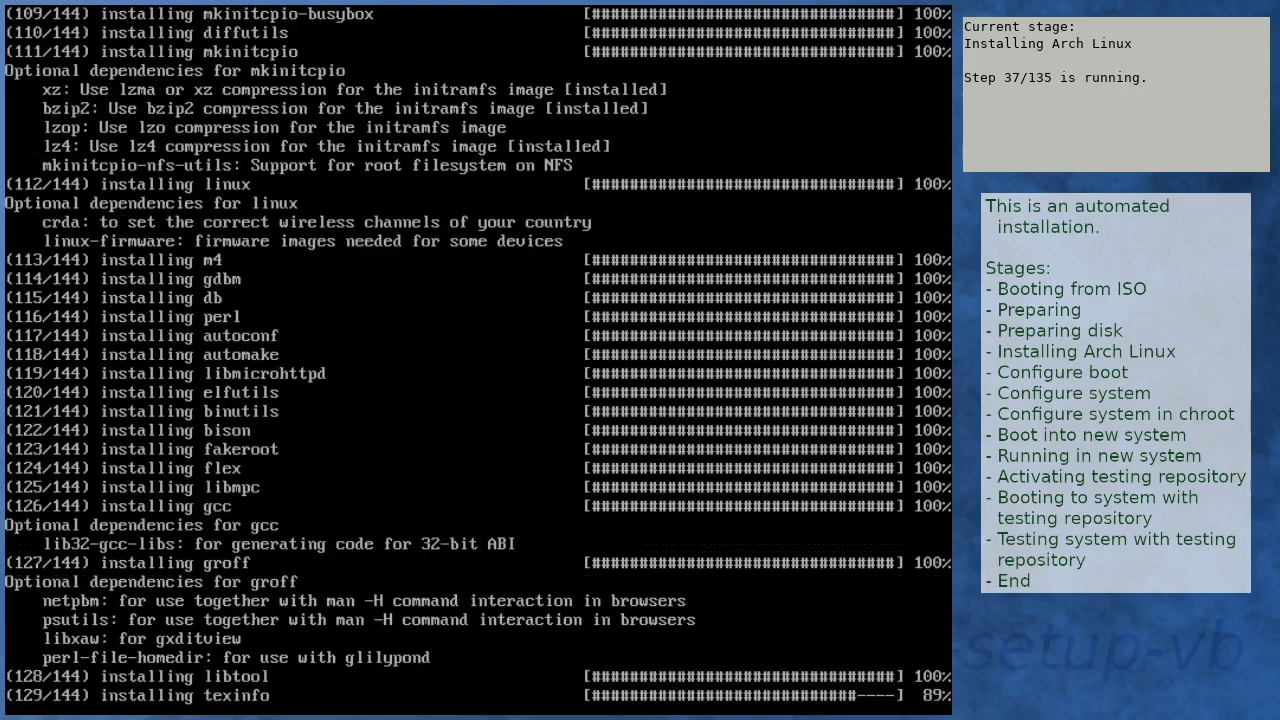 (109/144) installing mkinitcpio-busybox [################################] 100%
(110/144) installing diffutils [################################] 100%
(111/144) installing mkinitcpio [################################] 100%
Optional dependencies for mkinitcpio
xz: Use lzma or xz compression for the initramfs image [installed]
bzip2: Use bzip2 compression for the initramfs image [installed]
lzop: Use lzo compression for the initramfs image
lz4: Use lz4 compression for the initramfs image [installed]
mkinitcpio-nfs-utils: Support for root filesystem on NFS
(112/144) installing linux [################################] 100%
Optional dependencies for linux
crda: to set the correct wireless channels of your country
linux-firmware: firmware images needed for some devices
(113/144) installing m4 [################################] 100%
(114/144) installing gdbm [################################] 100%
(115/144) installing db [################################] 100%
(116/144) installing perl [################################] 100%
(117/144) installing autoconf [################################] 100%
(118/144) installing automake [################################] 100%
(119/144) installing libmicrohttpd [################################] 100%
(120/144) installing elfutils [################################] 100%
(121/144) installing binutils [################################] 100%
(122/144) installing bison [################################] 100%
(123/144) installing fakeroot [################################] 100%
(124/144) installing flex [################################] 100%
(125/144) installing libmpc [################################] 100%
(126/144) installing gcc [################################] 100%
Optional dependencies for gcc
lib32-gcc-libs: for generating code for 32-bit ABI
(127/144) installing groff [################################] 100%
Optional dependencies for groff
netpbm: for use together with man -H command interaction in browsers
psutils: for use together with man -H command interaction in browsers
libxaw: for gxditview
perl-file-homedir: for use with glilypond
(128/144) installing libtool [################################] 100%
(129/144) installing texinfo [############################----] 89%
Current stage:
Installing Arch Linux
Step 37/135 is running.
This is an automated
installation.
Stages:
- Booting from ISO
- Preparing
- Preparing disk
- Installing Arch Linux
- Configure boot
- Configure system
- Configure system in chroot
- Boot into new system
- Running in new system
- Activating testing repository
- Booting to system with
testing repository
- Testing system with testing
repository
- End
-setup-vb